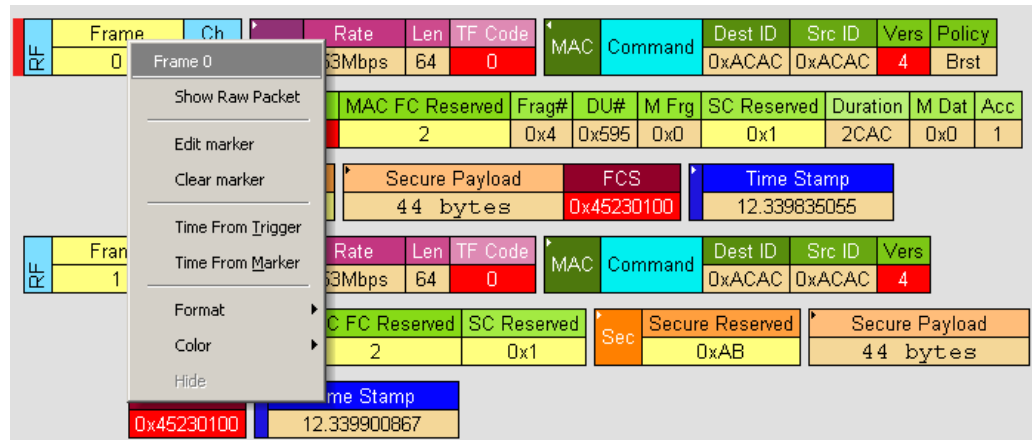 Frame Ch Rate Len TF Code MAC Command Dest ID Src ID Vers Policy
RF 0 53Mbps 64 0 0xACAC 0xACAC 4 Brst
Frame 0
Show Raw Packet
Edit marker
Clear marker
Time From Trigger
Time From Marker
Format
Color
Hide
MAC FC Reserved Frag# DU# M Frg SC Reserved Duration M Dat Acc
2 0x4 0x595 0x0 0x1 2CAC 0x0 1
Secure Payload FCS Time Stamp
44 bytes 0x45230100 12.339835055
Rate Len TF Code MAC Command Dest ID Src ID Vers
RF 1 53Mbps 64 0 0xACAC 0xACAC 4
FC Reserved SC Reserved Sec Secure Reserved Secure Payload
2 0x1 0xAB 44 bytes
Stamp
0x45230100 12.339900867